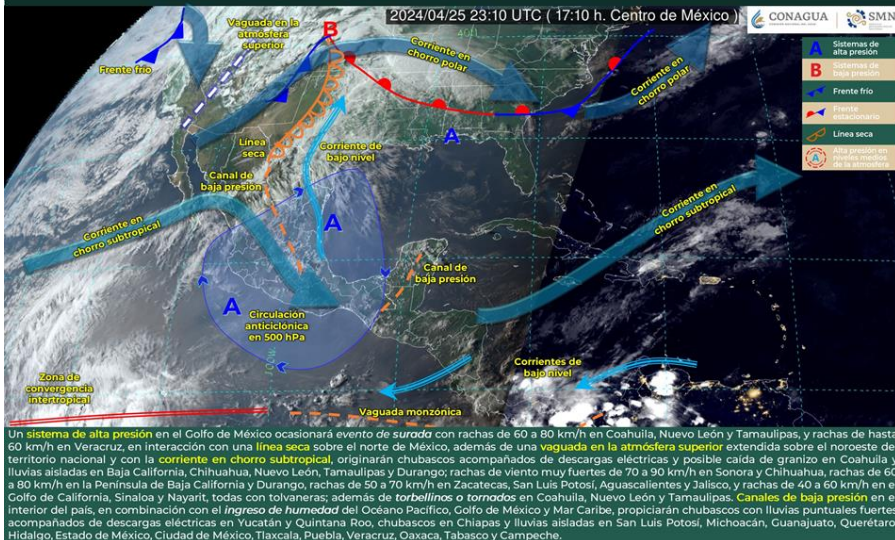 2024/04/25 23:10 UTC ( 17:10 h. Centro de México )
CONAGUA
SMN
A Sistemas de alta presión
B Sistemas de baja presión
Frente frío
Frente estacionario
Línea seca
A Alta presión en niveles medios de la atmósfera
Vaguada en la
atmósfera
superior
B
Corriente en
chorro polar
Corriente en
chorro polar
Frente frío
Línea
seca
Corriente de
bajo nivel
A
Canal de
baja presión
Corriente en
chorro subtropical
A
Corriente en
chorro subtropical
Canal de
baja presión
A
Circulación
anticiclónica
en 500 hPa
Zona de
convergencia
intertropical
Corrientes de
bajo nivel
Vaguada monzónica
Un sistema de alta presión en el Golfo de México ocasionará evento de surada con rachas de 60 a 80 km/h en Coahuila, Nuevo León y Tamaulipas, y rachas de hasta
60 km/h en Veracruz, en interacción con una línea seca sobre el norte de México, además de una vaguada en la atmósfera superior extendida sobre el noroeste de
territorio nacional y con la corriente en chorro subtropical, originarán chubascos acompañados de descargas eléctricas y posible caída de granizo en Coahuila y
lluvias aisladas en Baja California, Chihuahua, Nuevo León, Tamaulipas y Durango; rachas de viento muy fuertes de 70 a 90 km/h en Sonora y Chihuahua, rachas de 60
a 80 km/h en la Península de Baja California y Durango, rachas de 50 a 70 km/h en Zacatecas, San Luis Potosí, Aguascalientes y Jalisco, y rachas de 40 a 60 km/h en e
Golfo de California, Sinaloa y Nayarit, todas con tolvaneras; además de torbellinos o tornados en Coahuila, Nuevo León y Tamaulipas. Canales de baja presión en e
interior del país, en combinación con el ingreso de humedad del Océano Pacífico, Golfo de México y Mar Caribe, propiciarán chubascos con lluvias puntuales fuertes
acompañados de descargas eléctricas en Yucatán y Quintana Roo, chubascos en Chiapas y lluvias aisladas en San Luis Potosí, Michoacán, Guanajuato, Querétaro
Hidalgo, Estado de México, Ciudad de México, Tlaxcala, Puebla, Veracruz, Oaxaca, Tabasco y Campeche.